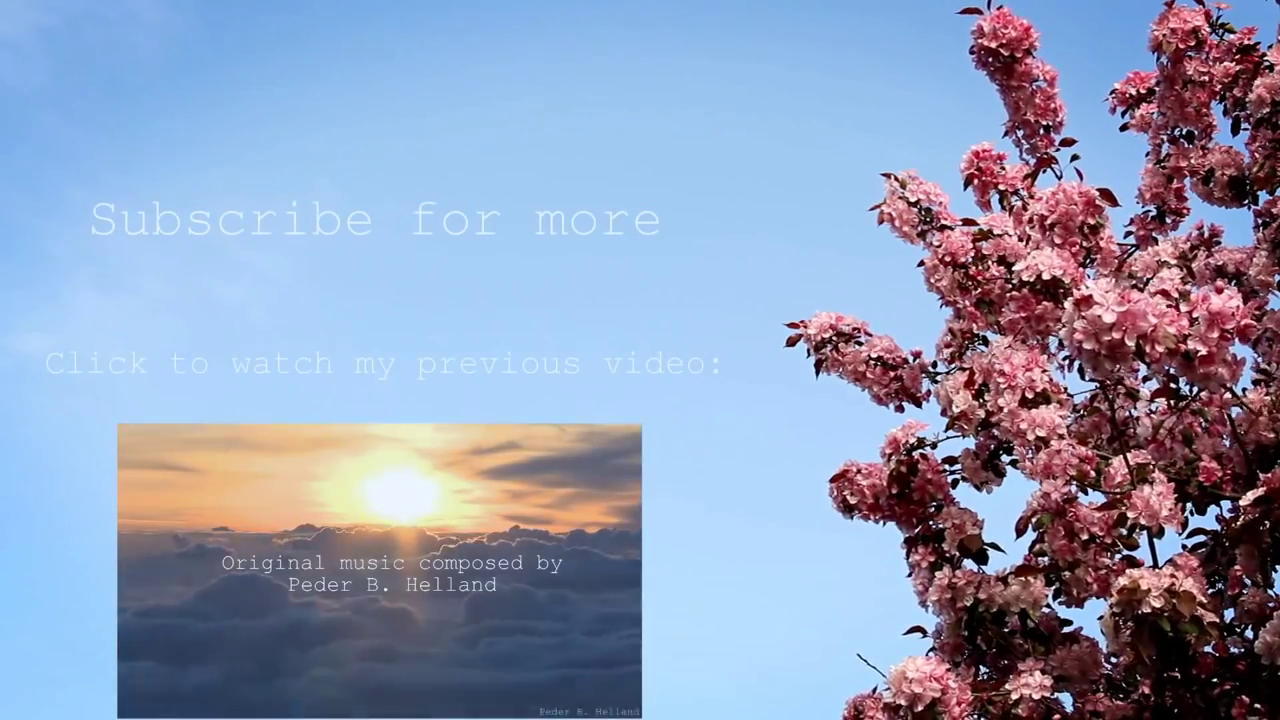 Subscribe for more
Click to watch my previous video:
Original music composed by
Peder B. Helland
Peder B. Helland